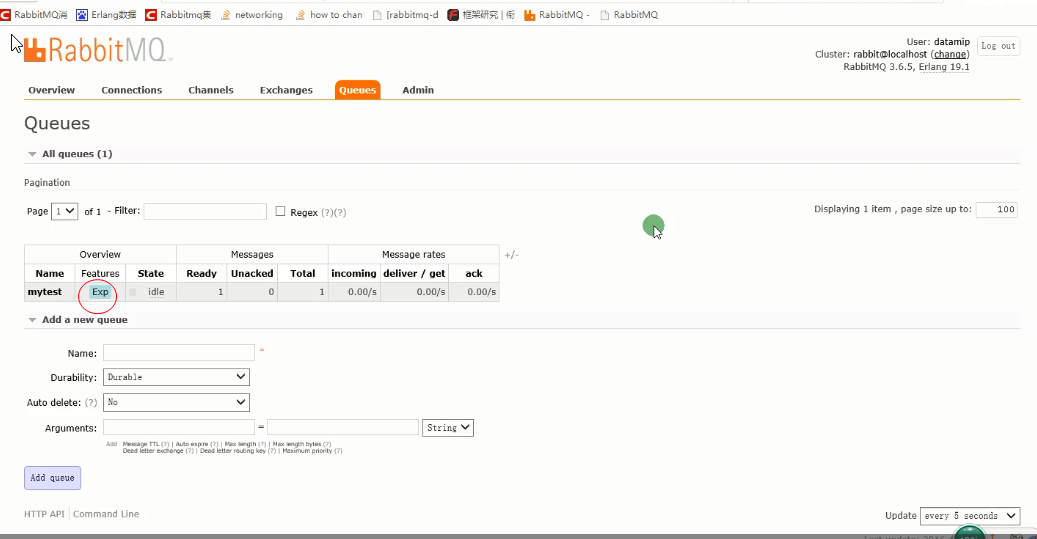 RabbitMQ消 Erlang数据 Rabbitmq集 networking how to chan [rabbitmq-d 框架研究 | 衔 RabbitMQ - RabbitMQ
RabbitMQ
User: datamip
Cluster: rabbit@localhost (change)
RabbitMQ 3.6.5, Erlang 19.1
Log out
Overview Connections Channels Exchanges Queues Admin
Queues
All queues (1)
Pagination
Page 1 of 1 - Filter: Regex (?)(?)
Displaying 1 item , page size up to: 100
Overview Messages Message rates +/-
Name Features State Ready Unacked Total incoming deliver / get ack
mytest Exp idle 1 0 1 0.00/s 0.00/s 0.00/s
Add a new queue
Name: *
Durability: Durable
Auto delete: (?) No
Arguments: = String
Add Message TTL (?) | Auto expire (?) | Max length (?) | Max length bytes (?)
Dead letter exchange (?) | Dead letter routing key (?) | Maximum priority (?)
Add queue
HTTP API | Command Line
Update every 5 seconds